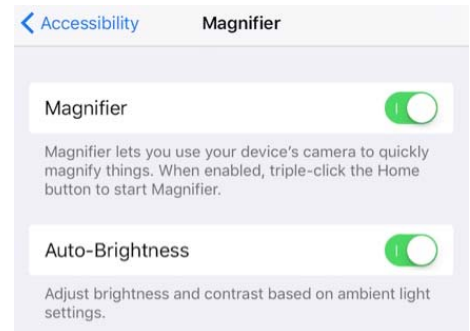 Accessibility Magnifier
Magnifier
Magnifier lets you use your device's camera to quickly
magnify things. When enabled, triple-click the Home
button to start Magnifier.
Auto-Brightness
Adjust brightness and contrast based on ambient light
settings.